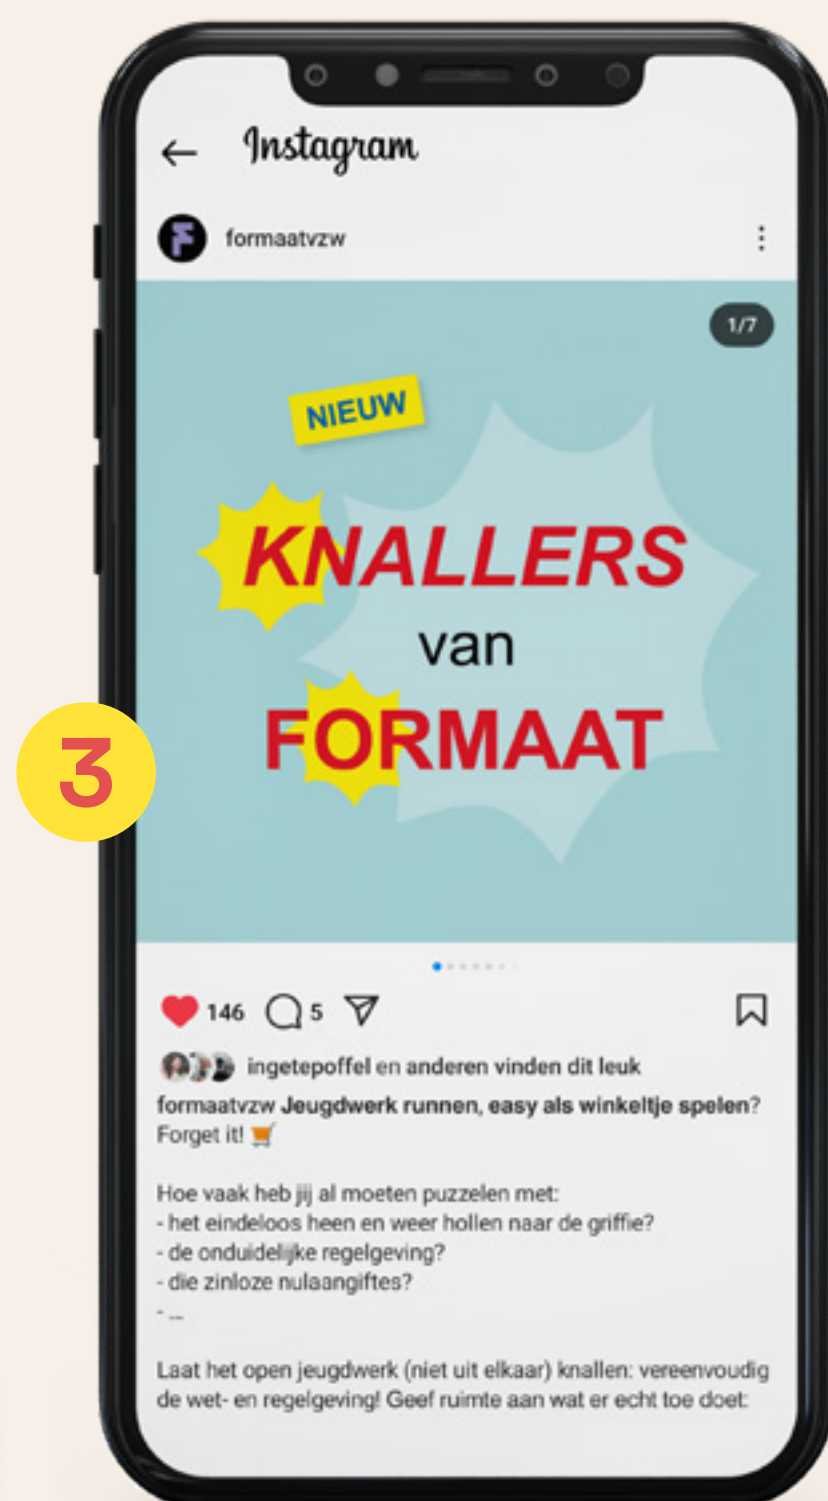 Instagram
formaatvzw
1/7
NIEUW
KNALLERS
van
FORMAAT
3
146 5
ingetepoffel en anderen vinden dit leuk
formaatvzw Jeugdwerk runnen, easy als winkeltje spelen?
Forget it! 🛒
Hoe vaak heb jij al moeten puzzelen met:
- het eindeloos heen en weer hollen naar de griffie?
- de onduidelijke regelgeving?
- die zinloze nulaangiftes?
- ...
Laat het open jeugdwerk (niet uit elkaar) knallen: vereenvoudig
de wet- en regelgeving! Geef ruimte aan wat er echt toe doet: